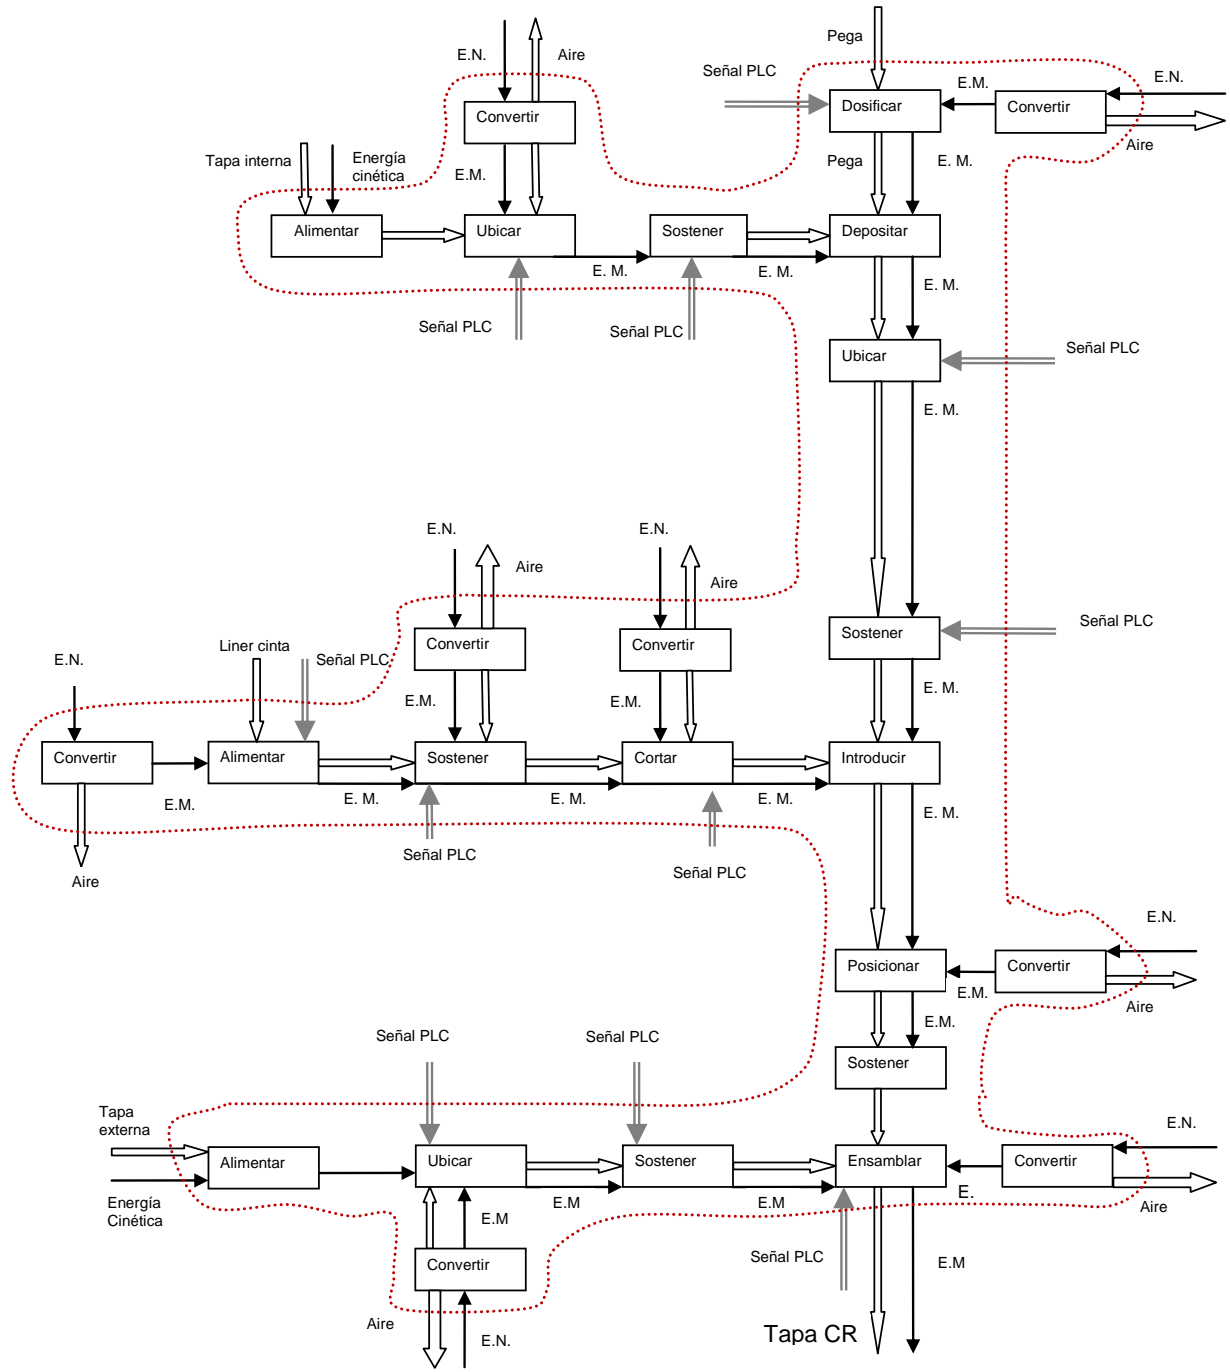 Pega
E.N.
Aire
Señal PLC
E.M.
E.N.
Dosificar
Convertir
Convertir
Aire
Tapa interna
Energía
cinética
E.M.
Pega
E. M.
Alimentar
Ubicar
Sostener
Depositar
E. M.
E. M.
E. M.
Señal PLC
Señal PLC
Ubicar
Señal PLC
E. M.
E.N.
E.N.
Aire
Aire
Convertir
Convertir
Sostener
Señal PLC
Liner cinta
Señal PLC
E.N.
E.M.
E.M.
E. M.
Convertir
Alimentar
Sostener
Cortar
Introducir
E.M.
E. M.
E. M.
E. M.
E. M.
Señal PLC
Señal PLC
Aire
E.N.
Posicionar
Convertir
E.M.
Aire
E.M.
Señal PLC
Señal PLC
Sostener
Tapa
externa
E.N.
Alimentar
Ubicar
Sostener
Ensamblar
Convertir
Energía
Cinética
E.M
E.M
E.M
E.
Aire
E.M
Convertir
Señal PLC
E.M
Aire
E.N.
Tapa CR